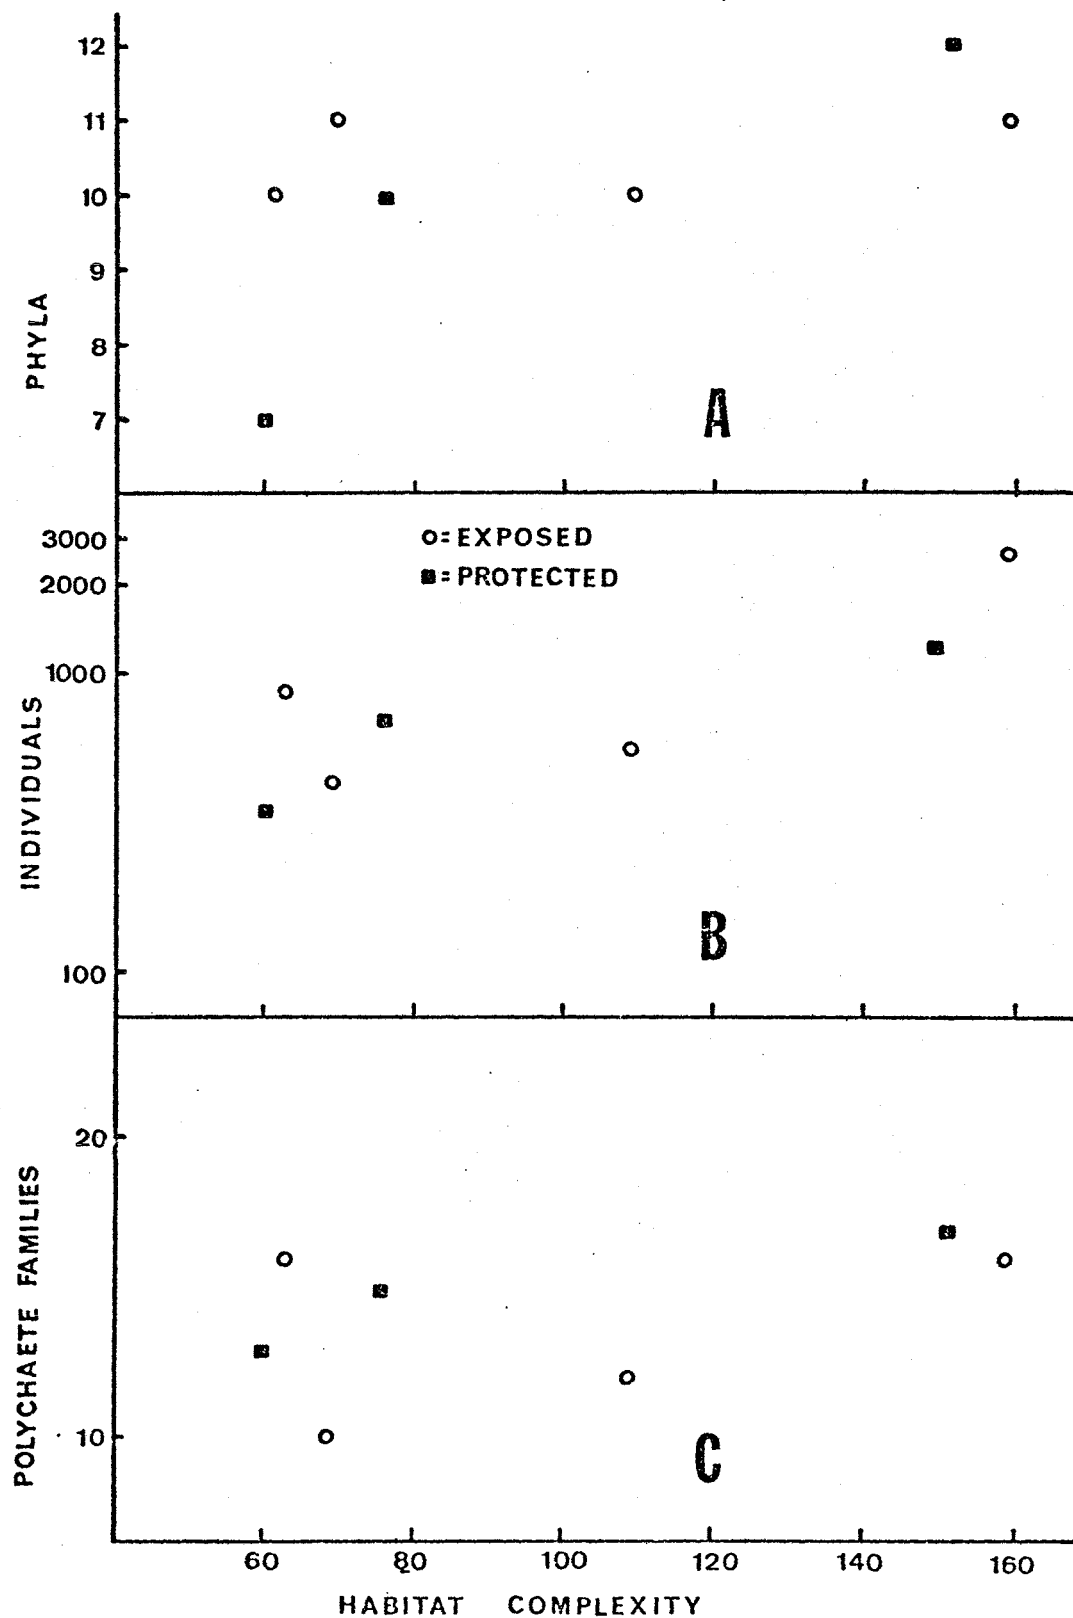 12
11
10
9
8
7
PHYLA
A
O = EXPOSED
■ = PROTECTED
3000
2000
1000
100
INDIVIDUALS
B
20
10
POLYCHAETE FAMILIES
C
60 80 100 120 140 160
HABITAT COMPLEXITY